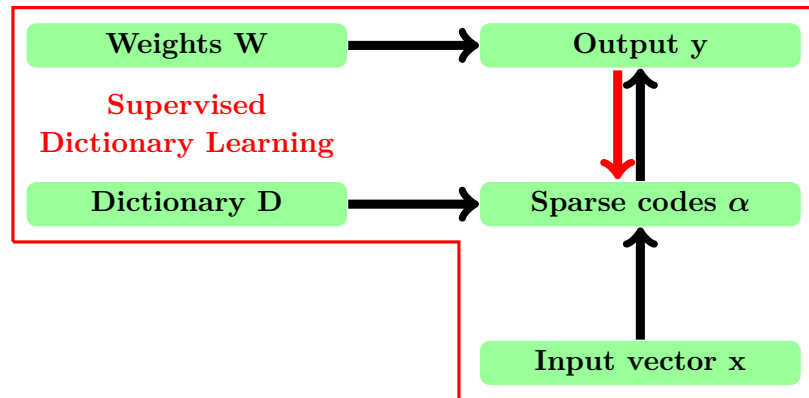 Weights W
Output y
Supervised
Dictionary Learning
Dictionary D
Sparse codes α
Input vector x